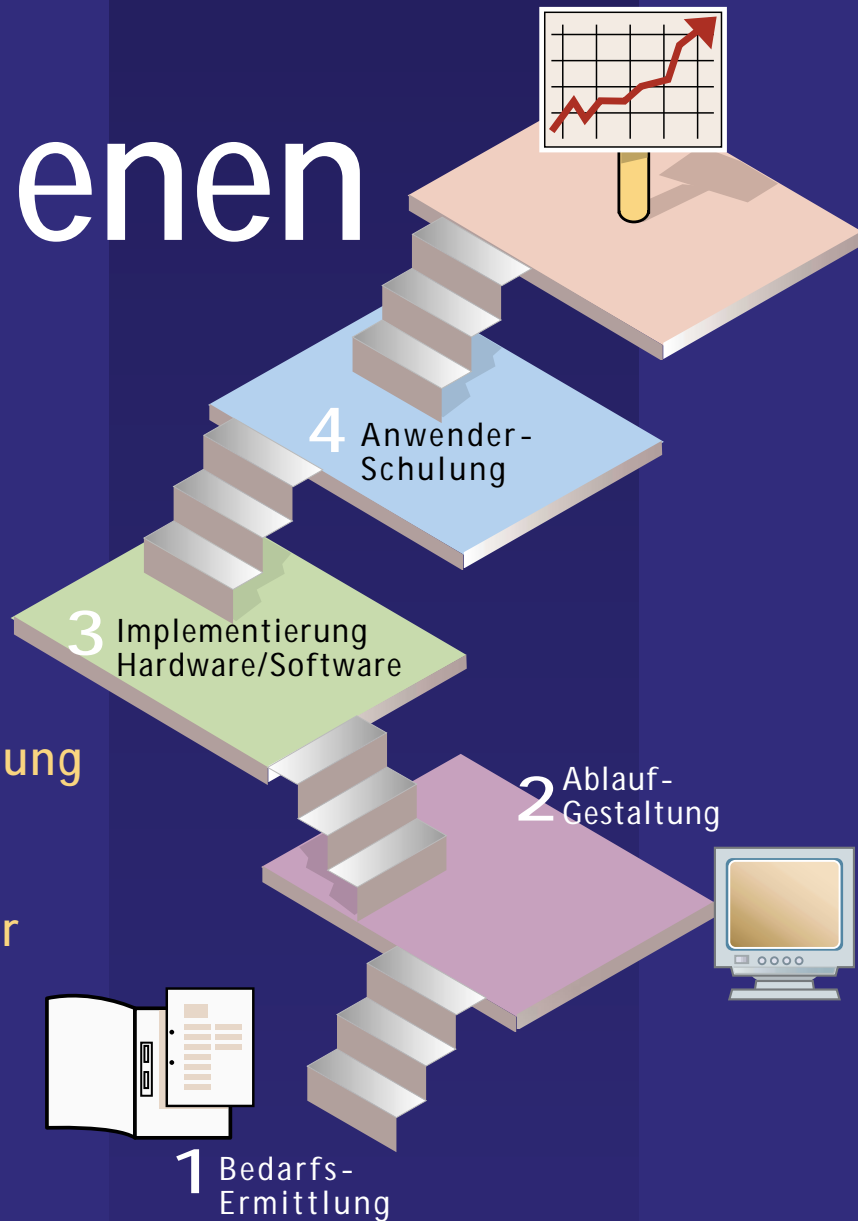 enen
4 Anwender-
Schulung
3 Implementierung
Hardware/Software
ung
2 Ablauf-
Gestaltung
r
1 Bedarfs-
Ermittlung